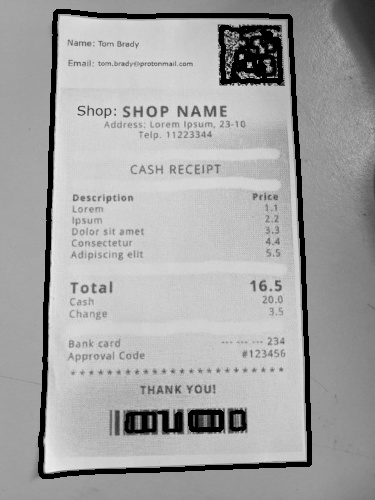 Name: Tom Brady
Email: tom.brady@protonmail.com
Shop: SHOP NAME
Address: Lorem Ipsum, 23-10
Telp. 11223344
CASH RECEIPT
Description Price
Lorem 1.1
Ipsum 2.2
Dolor sit amet 3.3
Consectetur 4.4
Adipiscing elit 5.5
Total 16.5
Cash 20.0
Change 3.5
Bank card --- --- --- 234
Approval Code #123456
* * * * * * * * * * * * * * * * * * * * * * * *
THANK YOU!